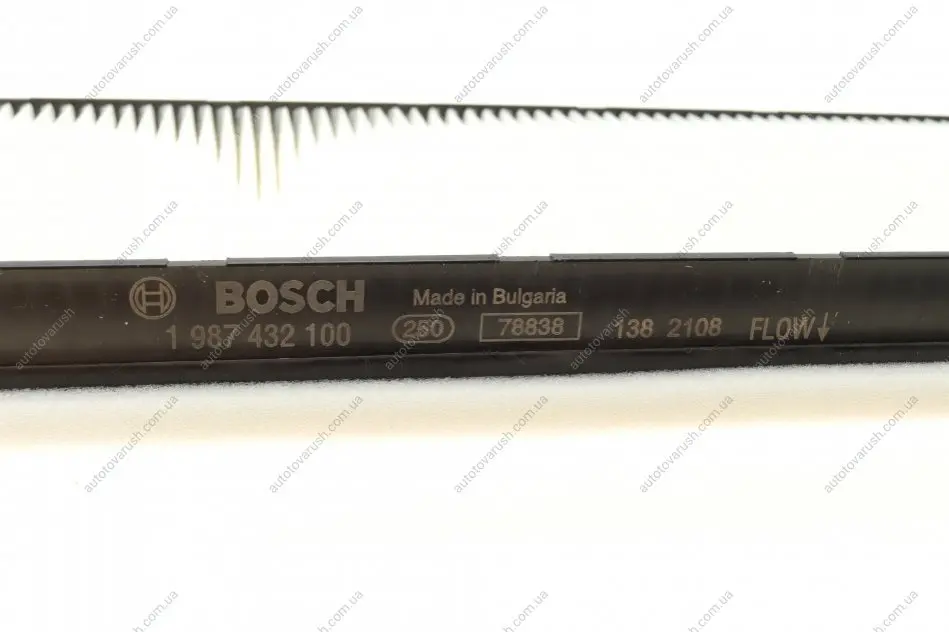 BOSCH Made in Bulgaria
1 987 432 100 250 78838 138 2108 FLOW↓
autotovarush.com.ua